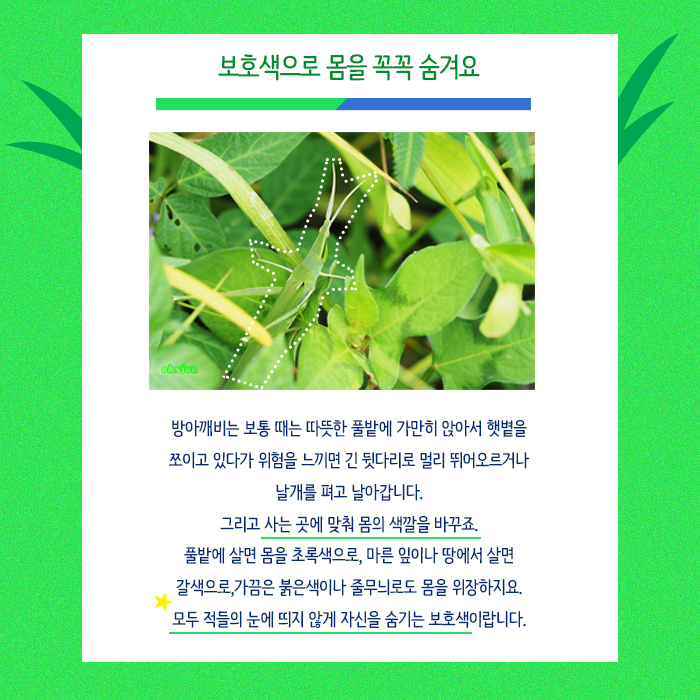 보호색으로 몸을 꼭꼭 숨겨요
chsjvn
방아깨비는 보통 때는 따뜻한 풀밭에 가만히 앉아서 햇볕을
쪼이고 있다가 위험을 느끼면 긴 뒷다리로 멀리 뛰어오르거나
날개를 펴고 날아갑니다.
그리고 사는 곳에 맞춰 몸의 색깔을 바꾸죠.
풀밭에 살면 몸을 초록색으로, 마른 잎이나 땅에서 살면
갈색으로,가끔은 붉은색이나 줄무늬로도 몸을 위장하지요.
모두 적들의 눈에 띄지 않게 자신을 숨기는 보호색이랍니다.